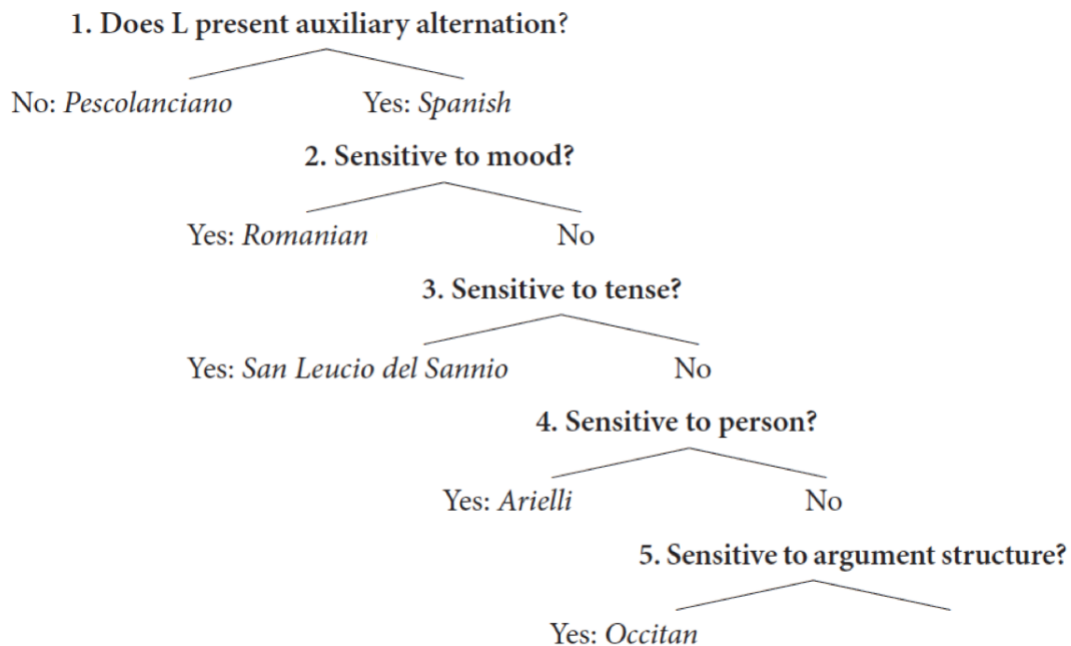 1. Does L present auxiliary alternation?
No: Pescolanciano Yes: Spanish
2. Sensitive to mood?
Yes: Romanian No
3. Sensitive to tense?
Yes: San Leucio del Sannio No
4. Sensitive to person?
Yes: Arielli No
5. Sensitive to argument structure?
Yes: Occitan